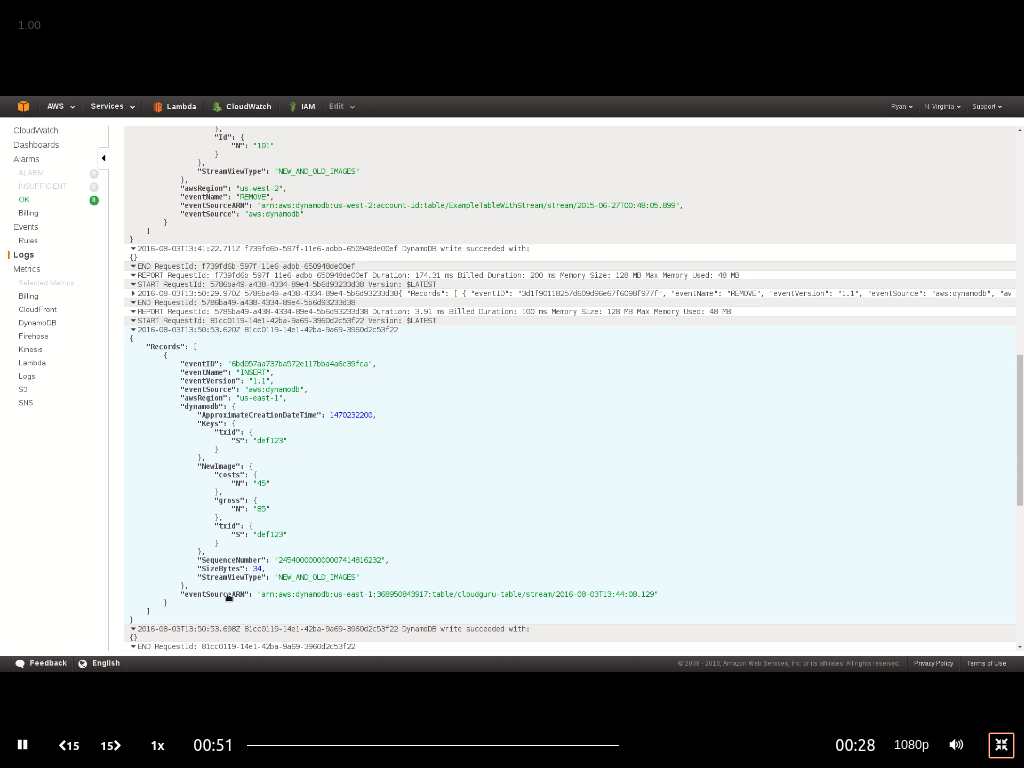 1.00
AWS Services Lambda CloudWatch IAM Edit Ryan N. Virginia Support
CloudWatch
Dashboards
Alarms
ALARM 0
INSUFFICIENT 0
OK
Billing
Events
Rules
Logs
Metrics
Selected Metrics
Billing
CloudFront
DynamoDB
Firehose
Kinesis
Lambda
Logs
S3
SNS
},
"Id": {
"N": "101"
}
},
"StreamViewType": "NEW_AND_OLD_IMAGES"
},
"awsRegion": "us-west-2",
"eventName": "REMOVE",
"eventSourceARN": "arn:aws:dynamodb:us-west-2:account-id:table/ExampleTableWithStream/stream/2015-06-27T00:48:05.899",
"eventSource": "aws:dynamodb"
}
]
}
2016-08-03T13:41:22.711Z f739fd6b-597f-11e6-adbb-650948de00ef DynamoDB write succeeded with:
{}
END RequestId: f739fd6b-597f-11e6-adbb-650948de00ef
REPORT RequestId: f739fd6b-597f-11e6-adbb-650948de00ef Duration: 174.31 ms Billed Duration: 200 ms Memory Size: 128 MB Max Memory Used: 48 MB
START RequestId: 5786ba49-a438-4334-89e4-5b6d93233d38 Version: $LATEST
2016-08-03T13:50:29.970Z 5786ba49-a438-4334-89e4-5b6d93233d38{ "Records": [ { "eventID": "3d1f90118257d609d96e67f6098f977f", "eventName": "REMOVE", "eventVersion": "1.1", "eventSource": "aws:dynamodb", "aw
END RequestId: 5786ba49-a438-4334-89e4-5b6d93233d38
REPORT RequestId: 5786ba49-a438-4334-89e4-5b6d93233d38 Duration: 3.91 ms Billed Duration: 100 ms Memory Size: 128 MB Max Memory Used: 48 MB
START RequestId: 81cc0119-14e1-42ba-9a69-3960d2c53f22 Version: $LATEST
2016-08-03T13:50:53.620Z 81cc0119-14e1-42ba-9a69-3960d2c53f22
{
"Records": [
{
"eventID": "6bd057aa737ba572e117bba4a6c39fca",
"eventName": "INSERT",
"eventVersion": "1.1",
"eventSource": "aws:dynamodb",
"awsRegion": "us-east-1",
"dynamodb": {
"ApproximateCreationDateTime": 1470232200,
"Keys": {
"txid": {
"S": "def123"
}
},
"NewImage": {
"costs": {
"N": "45"
},
"gross": {
"N": "65"
},
"txid": {
"S": "def123"
}
},
"SequenceNumber": "24540000000007414816232",
"SizeBytes": 34,
"StreamViewType": "NEW_AND_OLD_IMAGES"
},
"eventSourceARN": "arn:aws:dynamodb:us-east-1:368950843917:table/cloudguru-table/stream/2016-08-03T13:44:08.129"
}
]
}
2016-08-03T13:50:53.698Z 81cc0119-14e1-42ba-9a69-3960d2c53f22 DynamoDB write succeeded with:
{}
END RequestId: 81cc0119-14e1-42ba-9a69-3960d2c53f22
Feedback English © 2008 - 2016, Amazon Web Services, Inc. or its affiliates. All rights reserved. Privacy Policy Terms of Use
15 15 1x 00:51 00:28 1080p